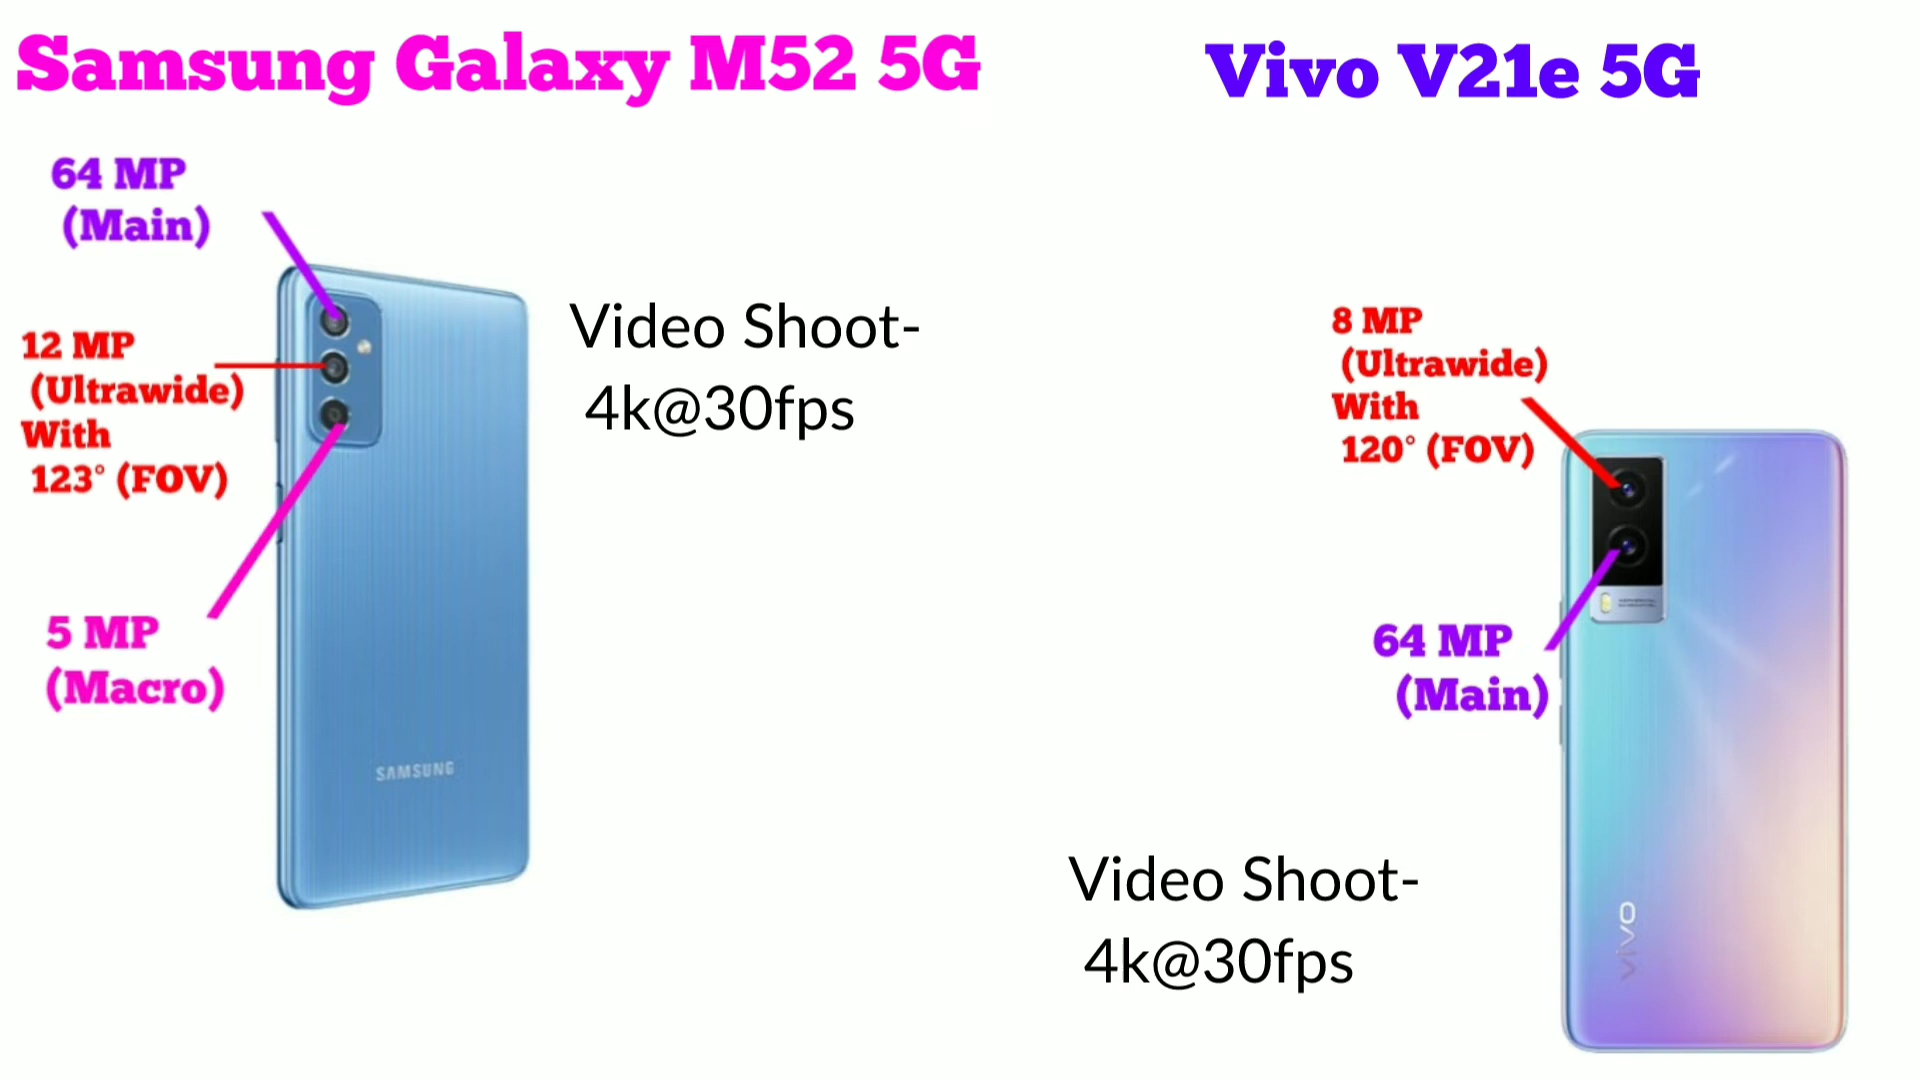 Samsung Galaxy M52 5G
64 MP
(Main)
12 MP
(Ultrawide)
With
123° (FOV)
5 MP
(Macro)
Video Shoot-
4k@30fps
SAMSUNG
Vivo V21e 5G
8 MP
(Ultrawide)
With
120° (FOV)
64 MP
(Main)
Video Shoot-
4k@30fps
vivo